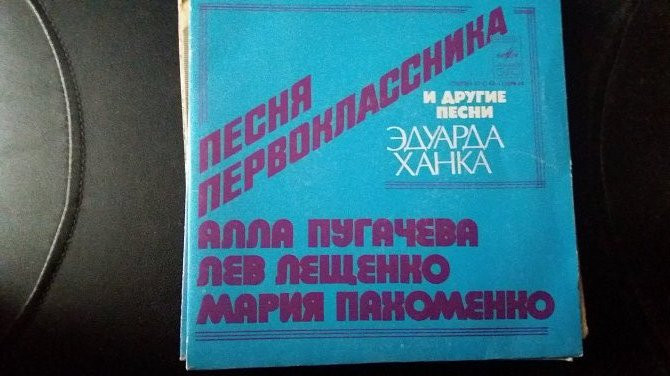 ПЕСНЯ
ПЕРВОКЛАССНИКА
И ДРУГИЕ
ПЕСНИ
ЭДУАРДА
ХАНКА
АЛЛА ПУГАЧЕВА
ЛЕВ ЛЕЩЕНКО
МАРИЯ ПАХОМЕНКО